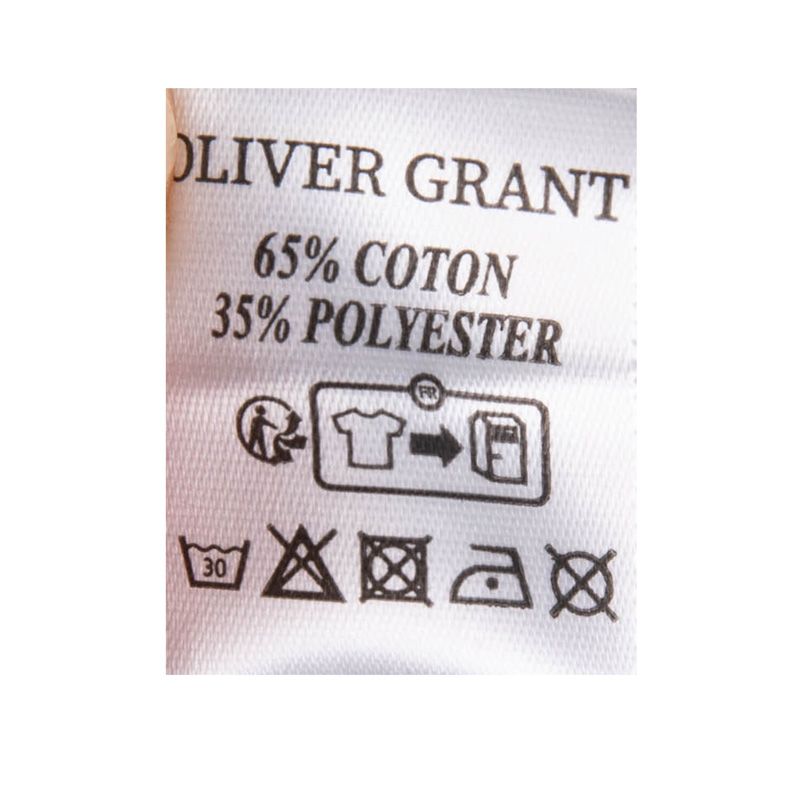 OLIVER GRANT
65% COTON
35% POLYESTER
FR
30